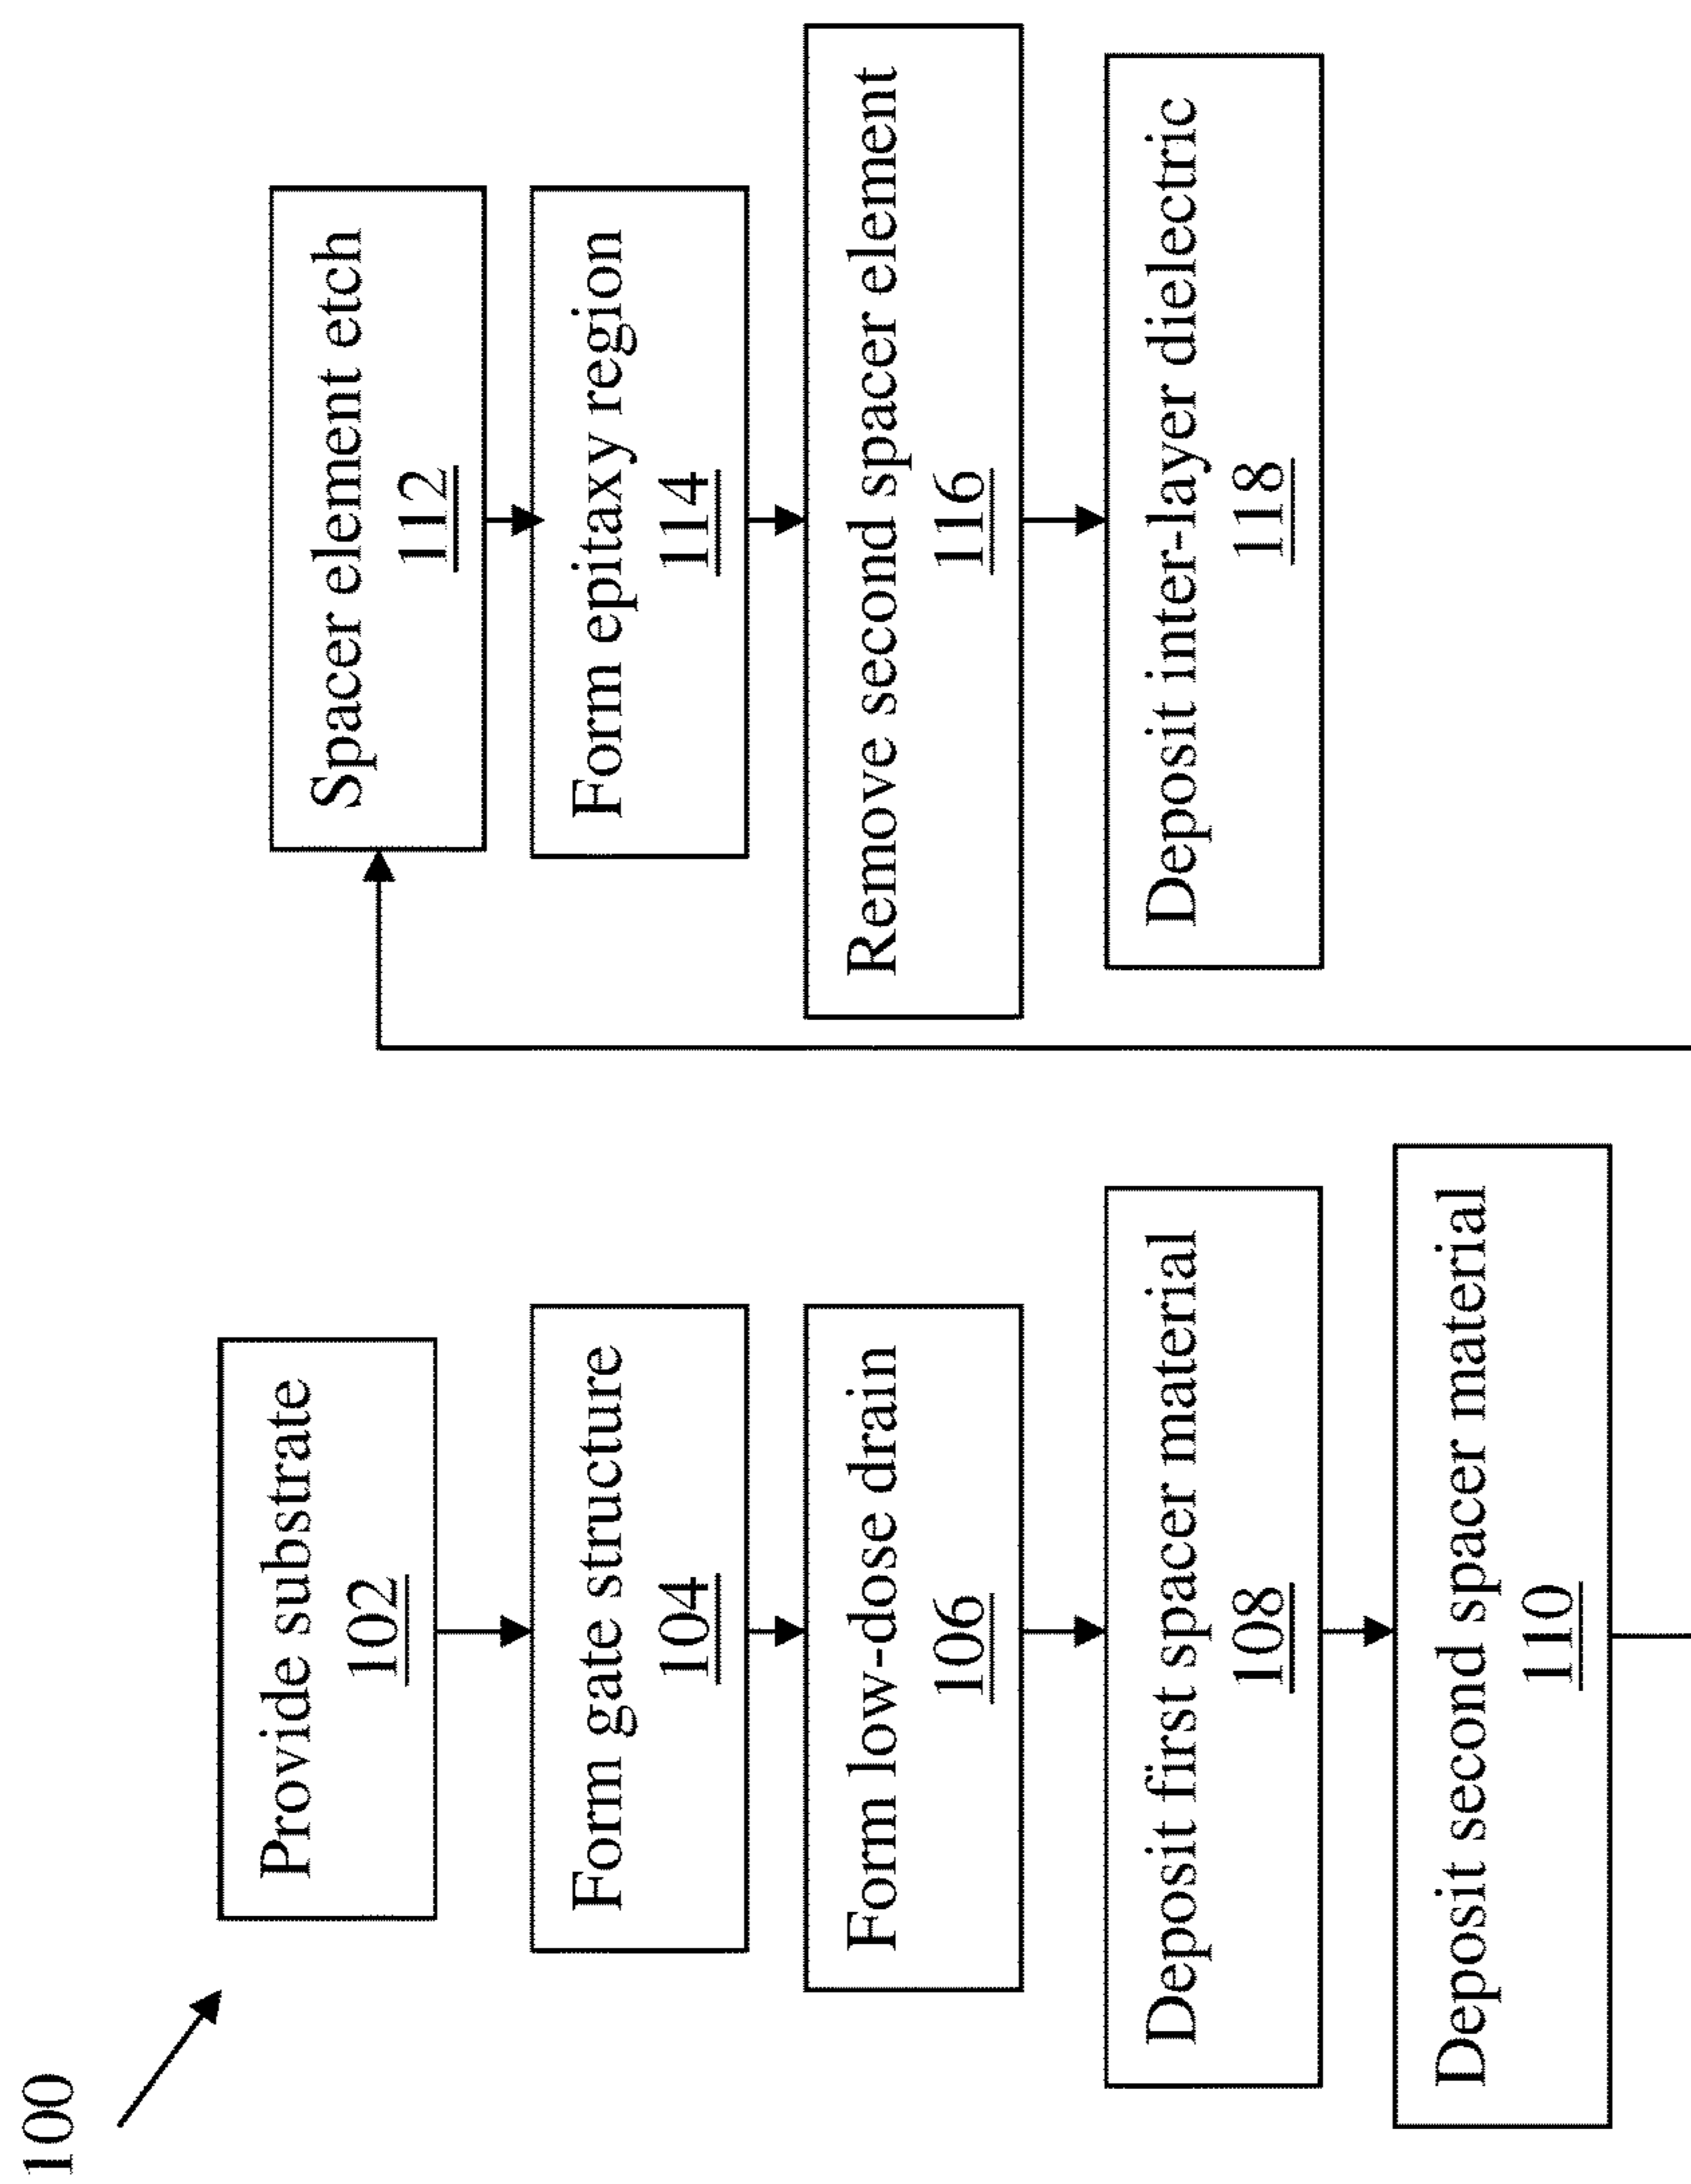 100
Provide substrate
102
Form gate structure
104
Form low-dose drain
106
Deposit first spacer material
108
Deposit second spacer material
110
Spacer element etch
112
Form epitaxy region
114
Remove second spacer element
116
Deposit inter-layer dielectric
118